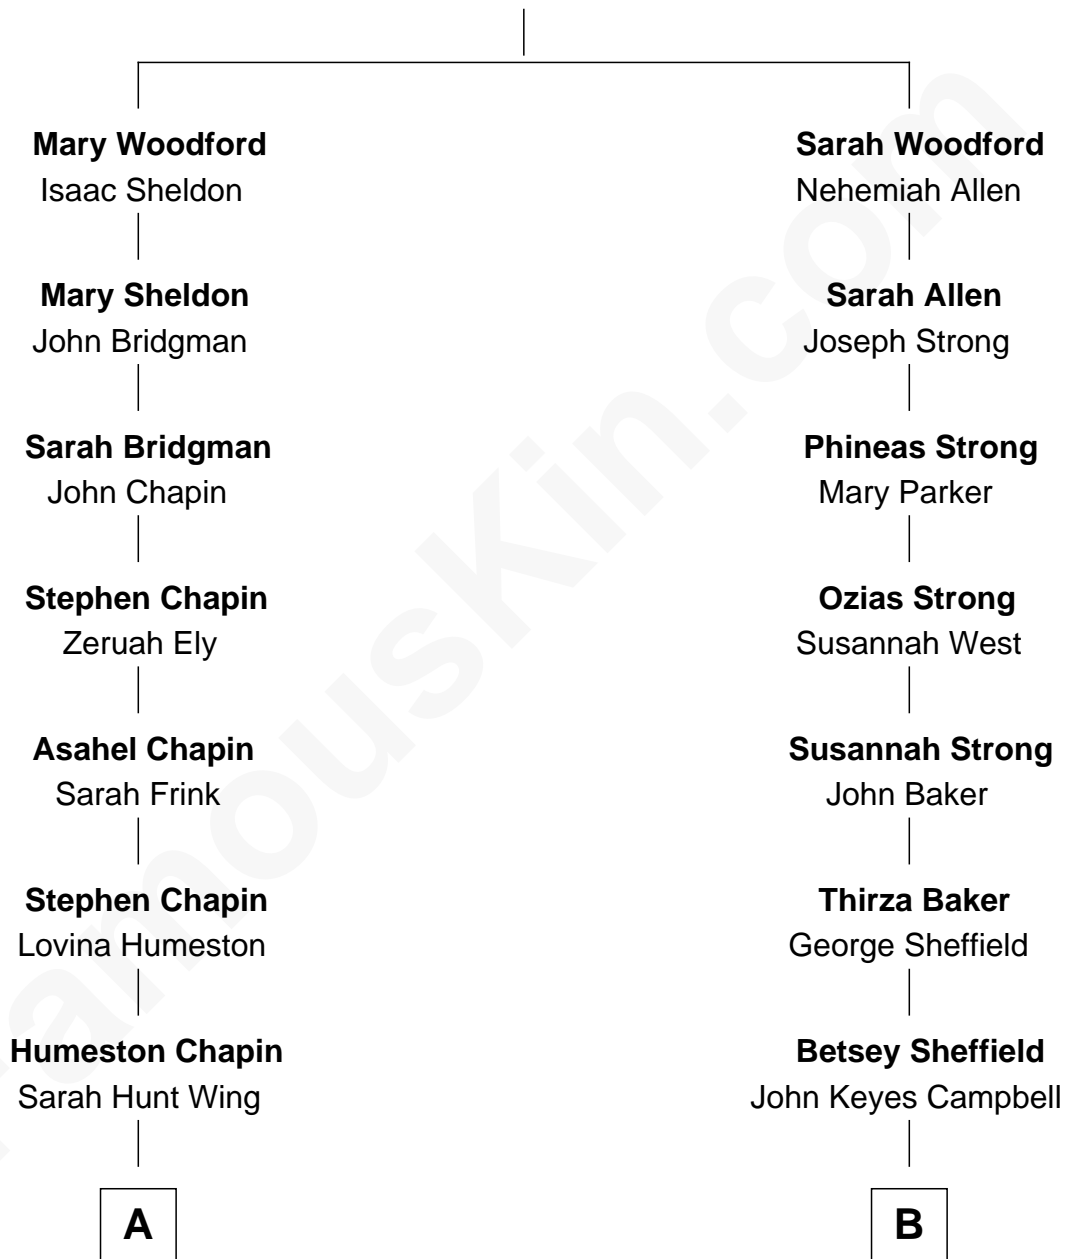 Mary Woodford
Isaac Sheldon
Sarah Woodford
Nehemiah Allen
Mary Sheldon
John Bridgman
Sarah Allen
Joseph Strong
Sarah Bridgman
John Chapin
Phineas Strong
Mary Parker
Stephen Chapin
Zeruah Ely
Ozias Strong
Susannah West
Asahel Chapin
Sarah Frink
Susannah Strong
John Baker
Stephen Chapin
Lovina Humeston
Thirza Baker
George Sheffield
Humeston Chapin
Sarah Hunt Wing
Betsey Sheffield
John Keyes Campbell
A
B
FamousKin.com